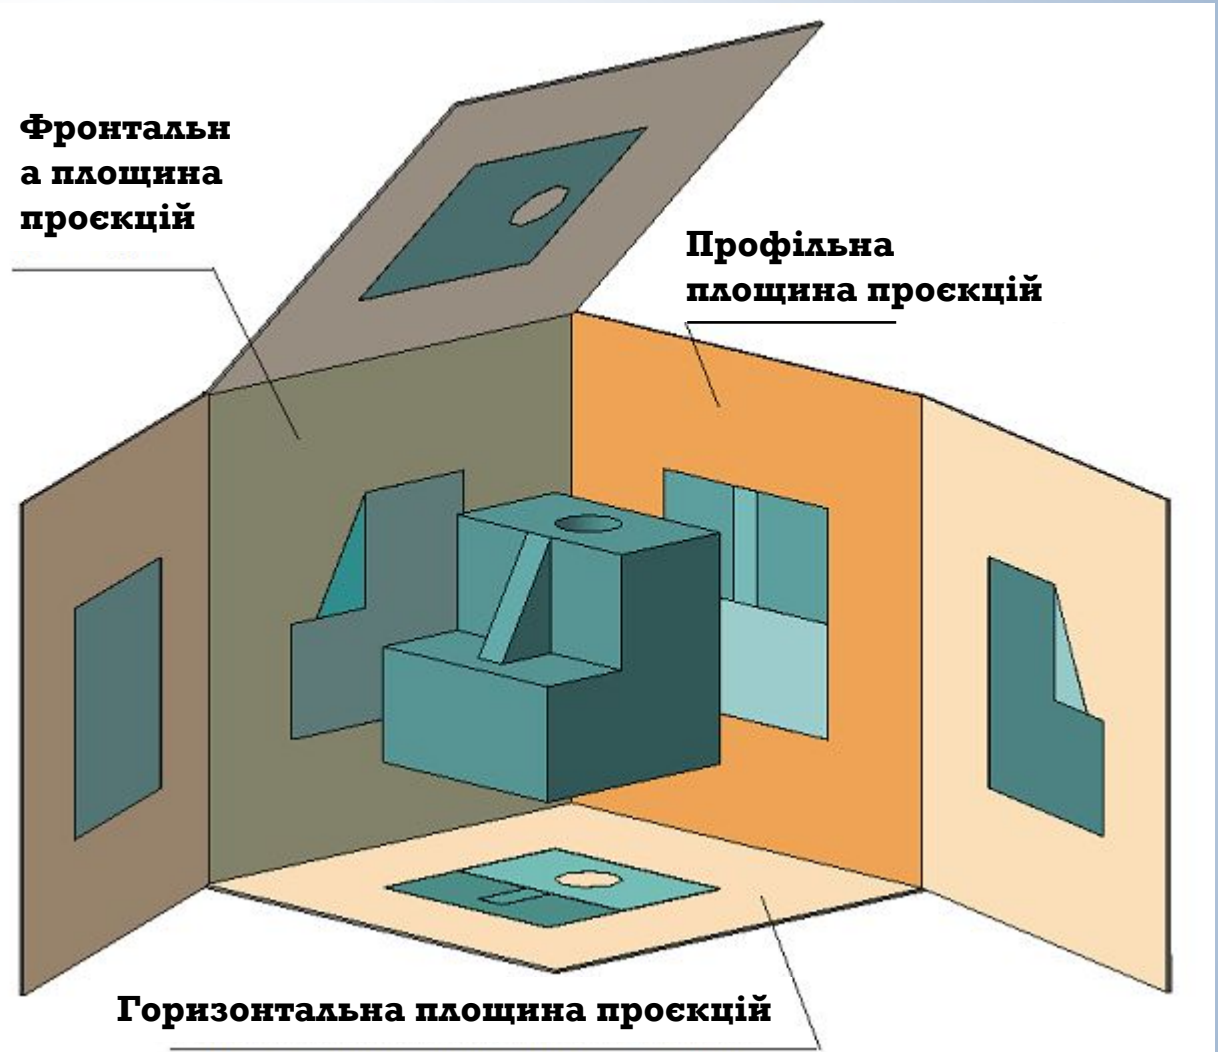 Фронтальн
а площина
проєкцій
Профільна
площина проєкцій
Горизонтальна площина проєкцій